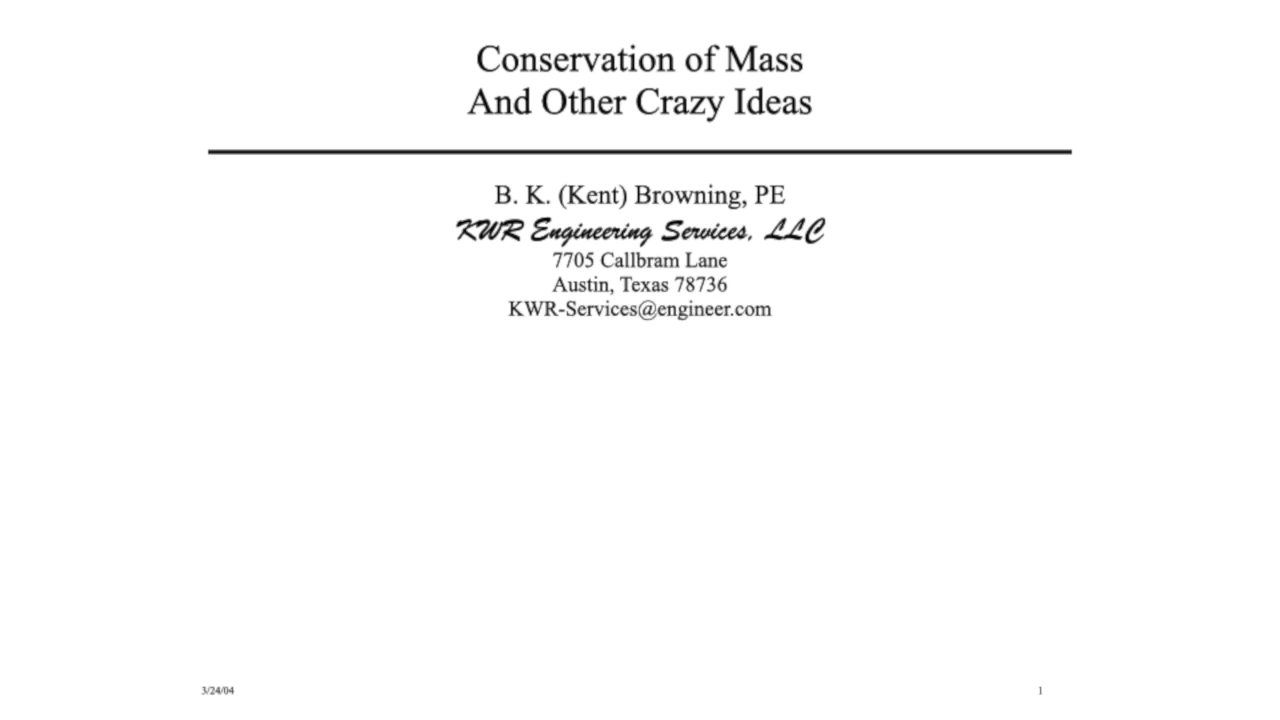 Conservation of Mass
And Other Crazy Ideas
B. K. (Kent) Browning, PE
KWR Engineering Services, LLC
7705 Callbram Lane
Austin, Texas 78736
KWR-Services@engineer.com
3/24/04
1